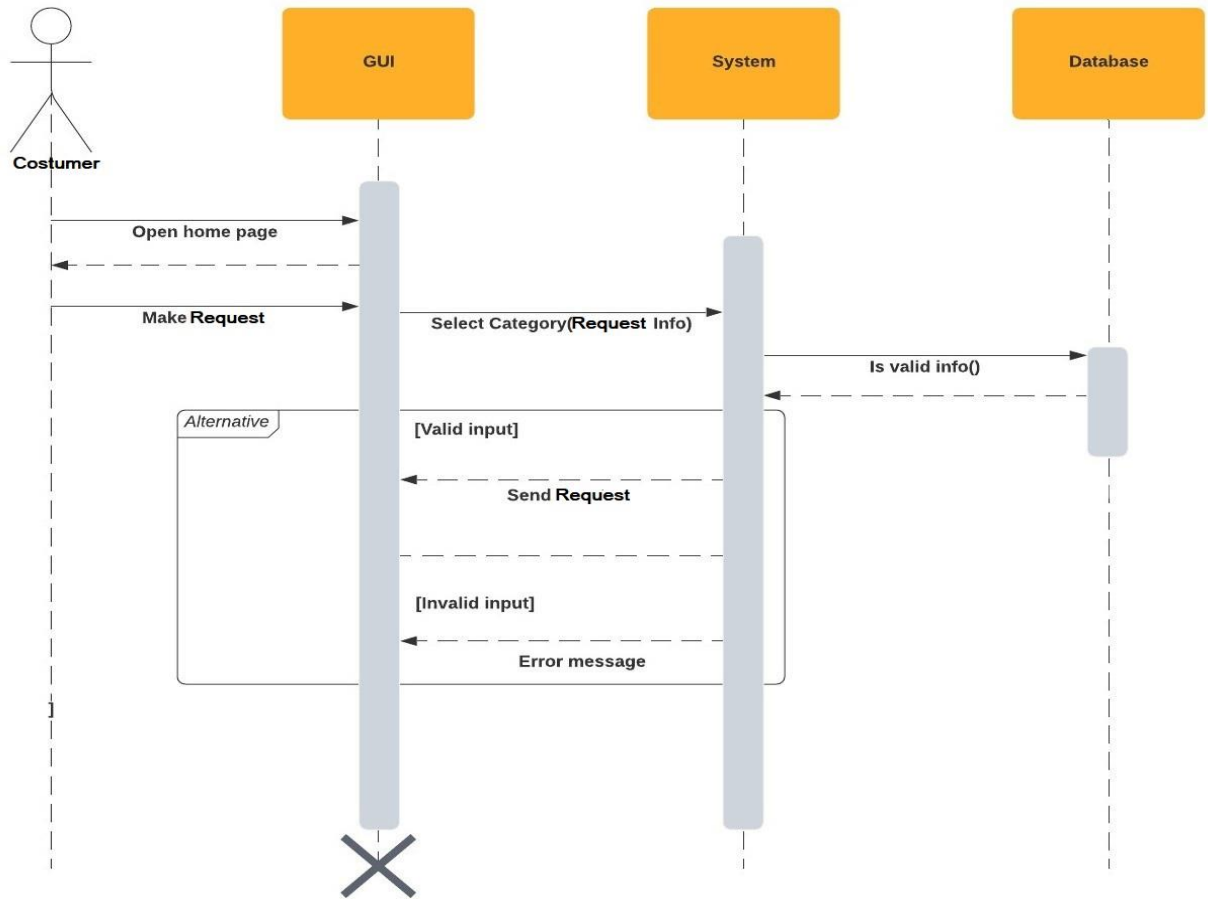 GUI
System
Database
Costumer
Open home page
Make Request
Select Category(Request Info)
Is valid info()
Alternative
[Valid input]
Send Request
[Invalid input]
Error message
]